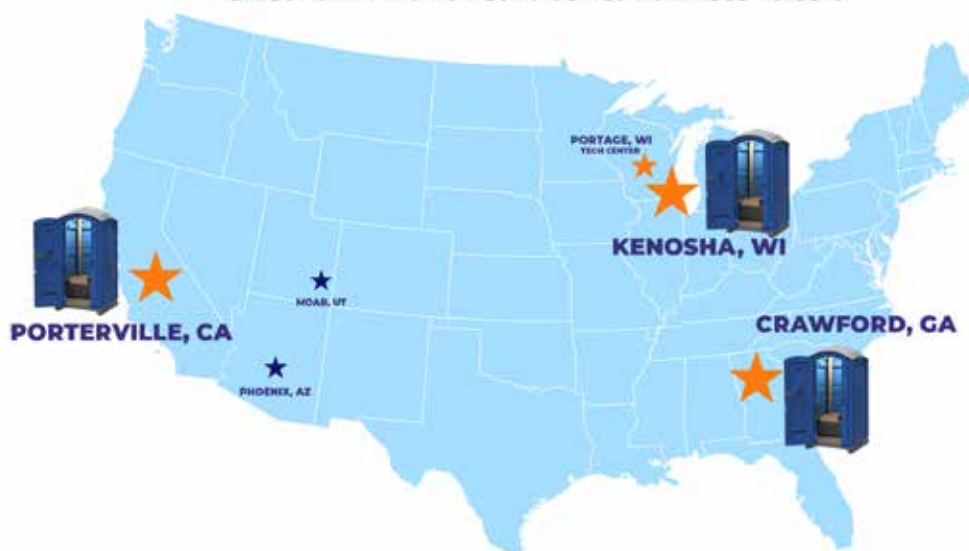 PORTAGE, WI
TECH CENTER
KENOSHA, WI
PORTERVILLE, CA
MOAB, UT
CRAWFORD, GA
PHOENIX, AZ